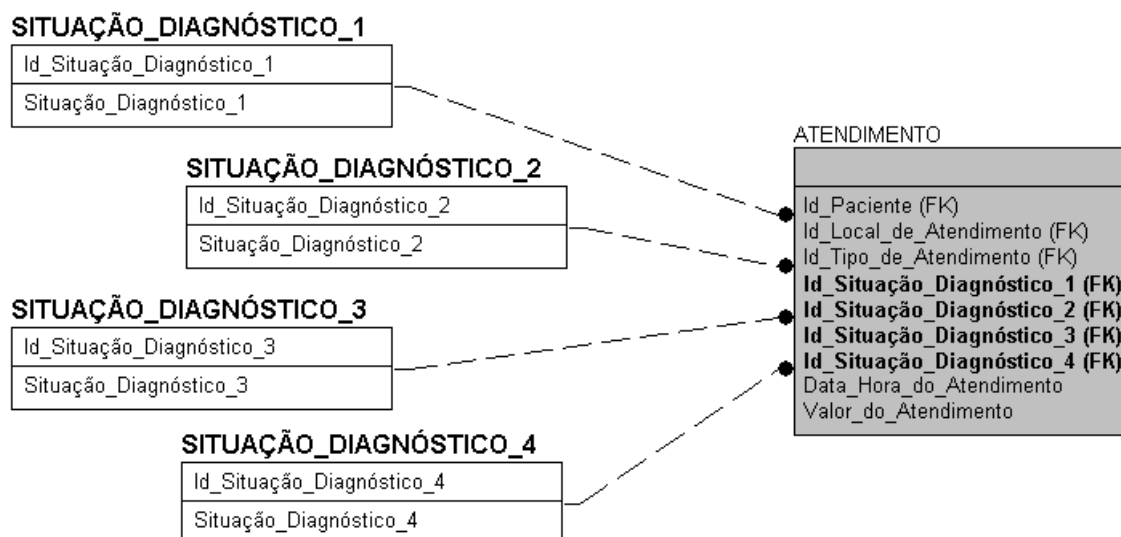 SITUAÇÃO_DIAGNÓSTICO_1
Id_Situação_Diagnóstico_1
Situação_Diagnóstico_1
SITUAÇÃO_DIAGNÓSTICO_2
Id_Situação_Diagnóstico_2
Situação_Diagnóstico_2
SITUAÇÃO_DIAGNÓSTICO_3
Id_Situação_Diagnóstico_3
Situação_Diagnóstico_3
SITUAÇÃO_DIAGNÓSTICO_4
Id_Situação_Diagnóstico_4
Situação_Diagnóstico_4
ATENDIMENTO
Id_Paciente (FK)
Id_Local_de_Atendimento (FK)
Id_Tipo_de_Atendimento (FK)
Id_Situação_Diagnóstico_1 (FK)
Id_Situação_Diagnóstico_2 (FK)
Id_Situação_Diagnóstico_3 (FK)
Id_Situação_Diagnóstico_4 (FK)
Data_Hora_do_Atendimento
Valor_do_Atendimento